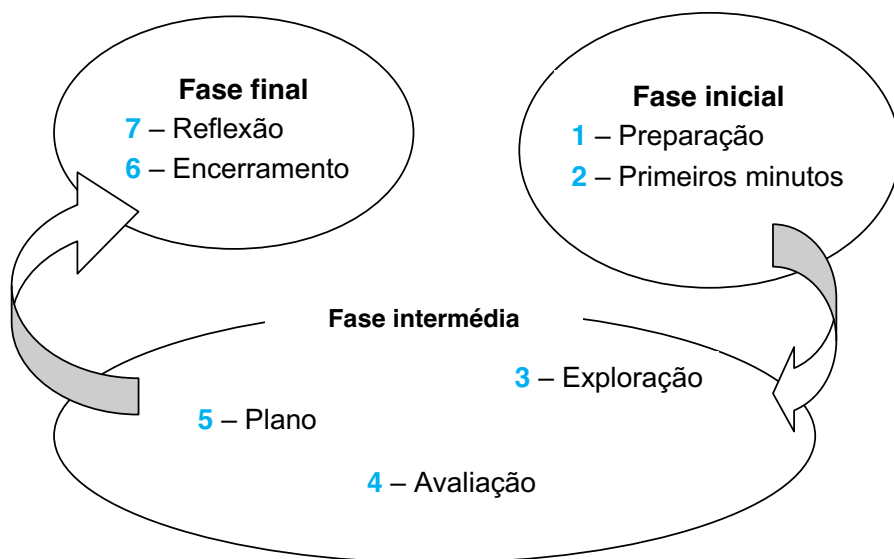 Fase final
7 – Reflexão
6 – Encerramento
Fase inicial
1 – Preparação
2 – Primeiros minutos
Fase intermédia
3 – Exploração
5 – Plano
4 – Avaliação